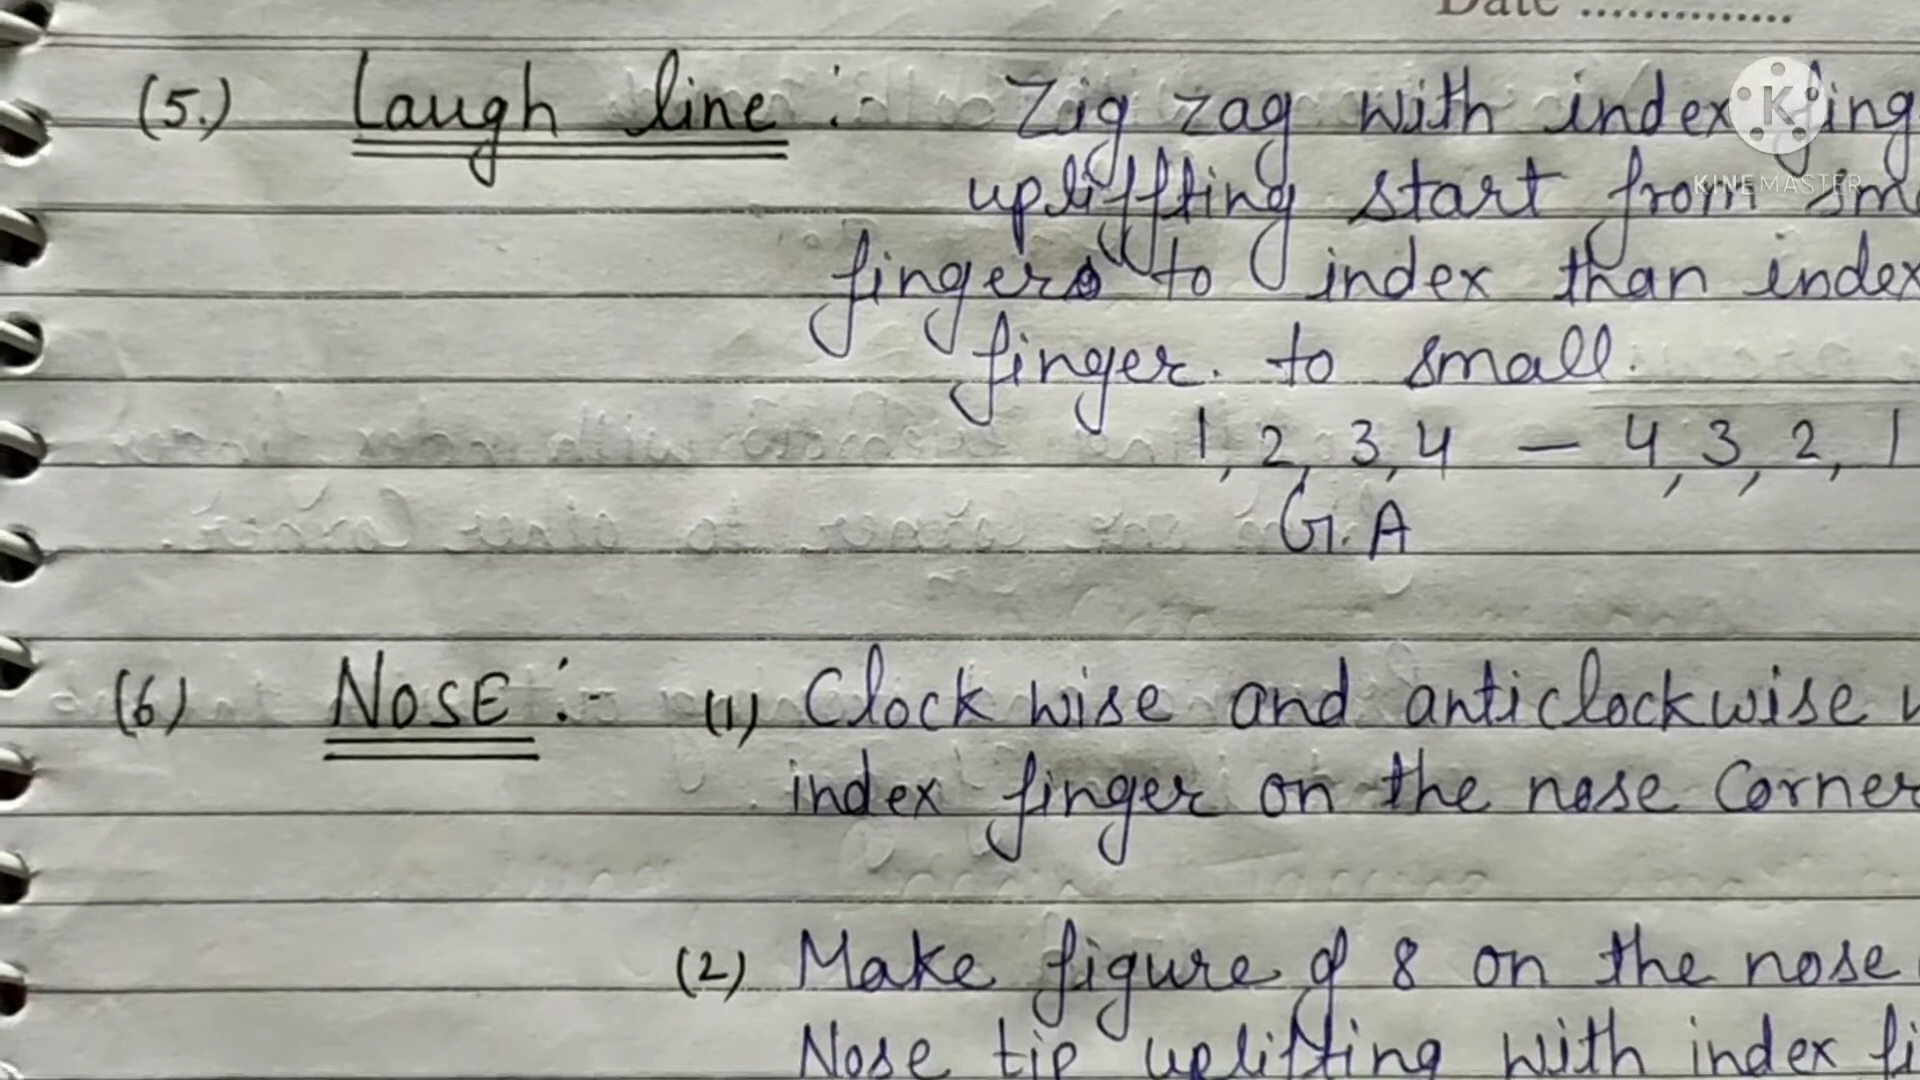 Date ..............
(5.) Laugh line :- Zig zag with index fing
upliffting start from sm
fingers to index than index
finger. to small.
1, 2, 3, 4 — 4, 3, 2, 1
G.A
(6) NOSE :- (1) Clock wise and anticlockwise
index finger on the nose corner
(2) Make figure of 8 on the nose
Nose tip uplifting with index fi
K
KINEMASTER